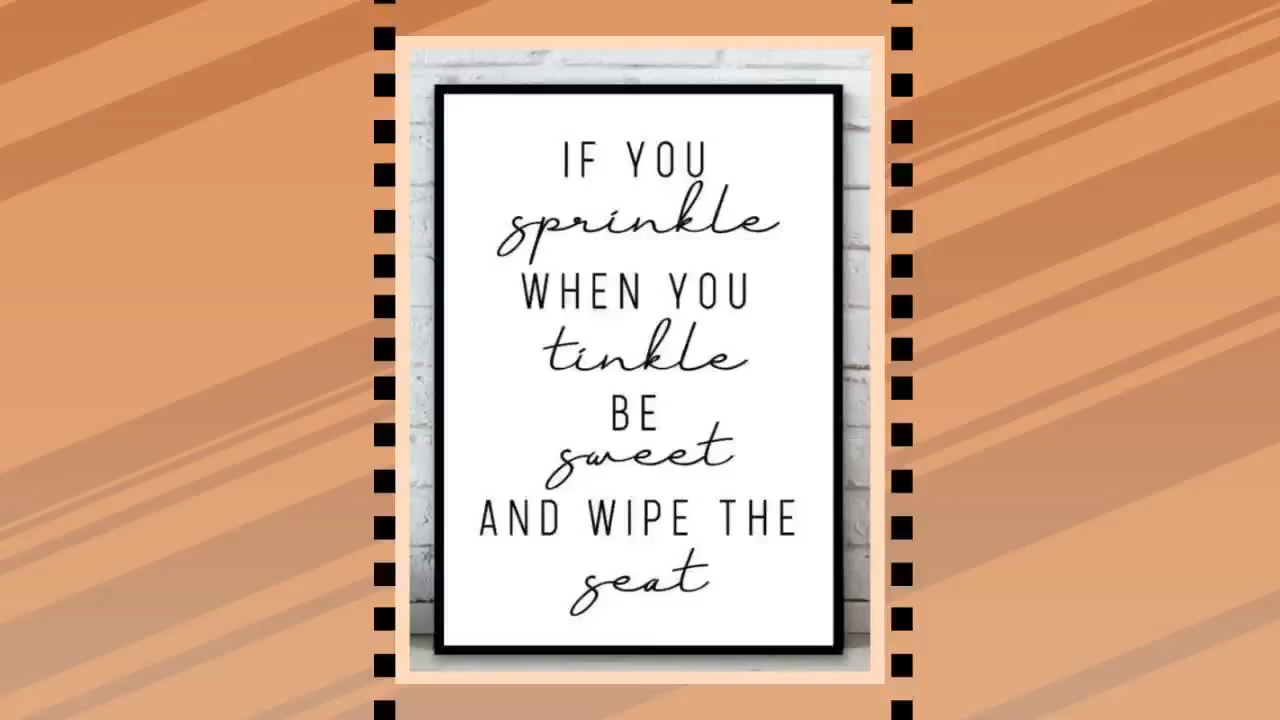 IF YOU
sprinkle
WHEN YOU
tinkle
BE
sweet
AND WIPE THE
seat